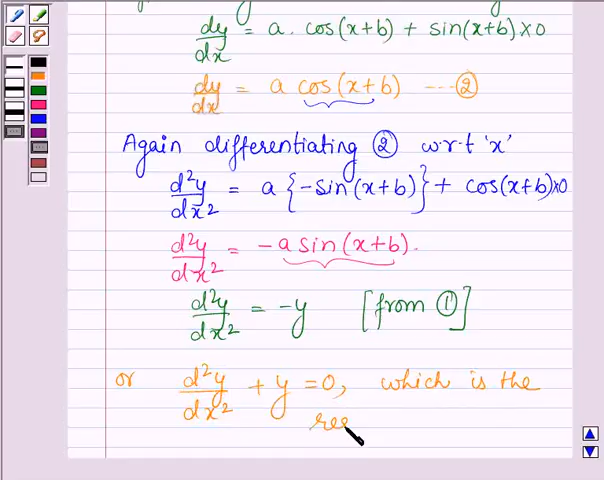 dy/dx = a . cos(x+b) + sin(x+b)×0
dy/dx = a cos(x+b) --- ②
Again differentiating ② w.r.t 'x'
d²y/dx² = a {-sin(x+b)} + cos(x+b)×0
d²y/dx² = -a sin(x+b).
d²y/dx² = -y [from ①]
or d²y/dx² + y = 0, which is the